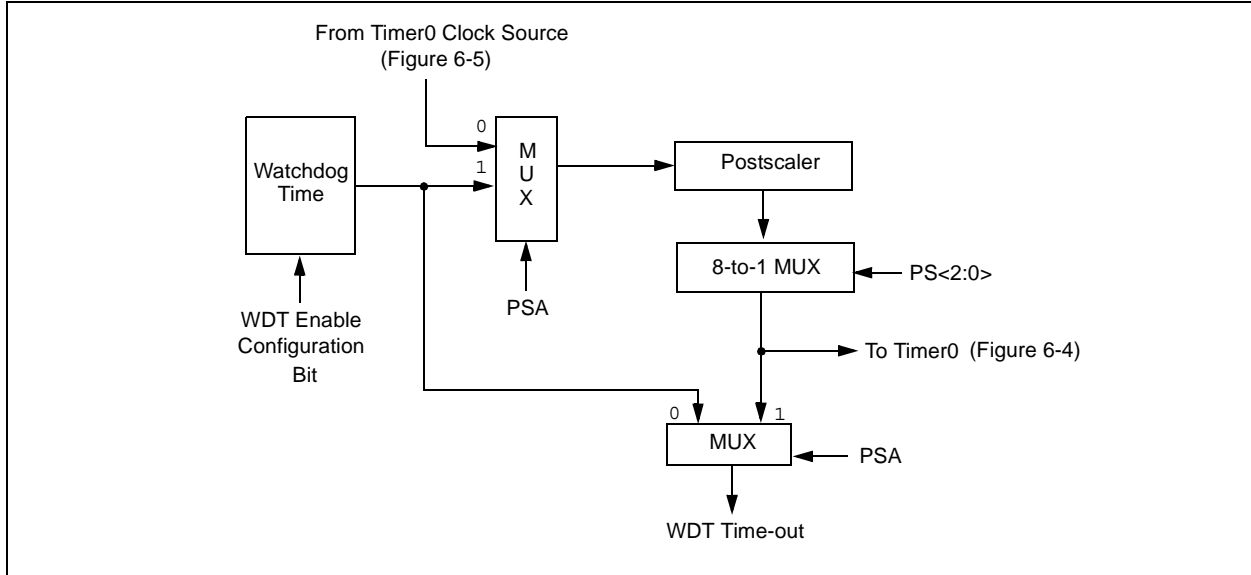 From Timer0 Clock Source
(Figure 6-5)
0
1
M
U
X
Watchdog
Time
Postscaler
8-to-1 MUX
PS<2:0>
PSA
WDT Enable
Configuration
Bit
To Timer0 (Figure 6-4)
0
1
MUX
PSA
WDT Time-out